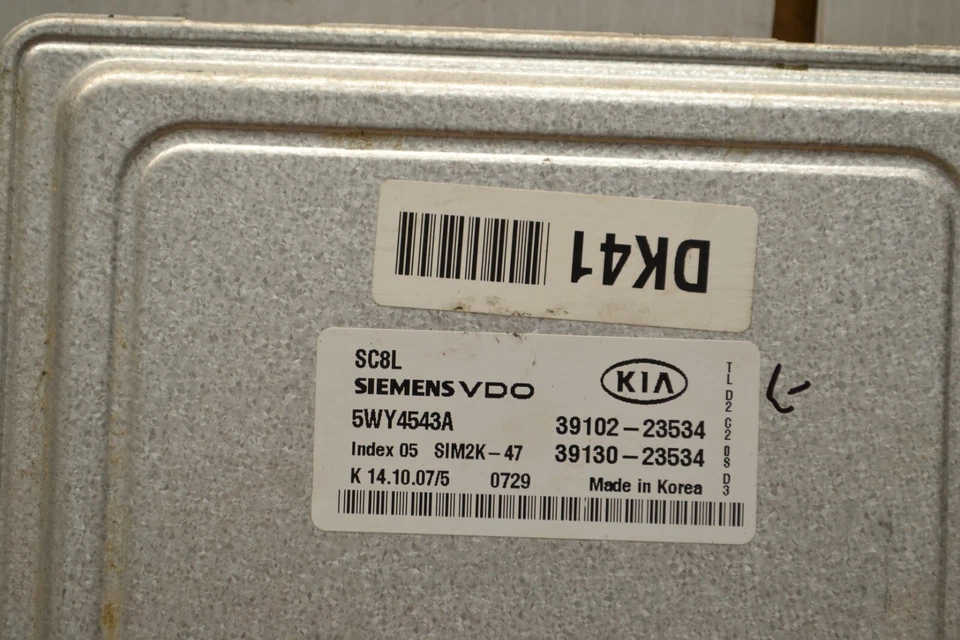 DK41
SC8L
SIEMENS VDO
KIA
5WY4543A
39102-23534
Index 05 SIM2K-47
39130-23534
K 14.10.07/5 0729 Made in Korea
TL D2 C2 0S D3